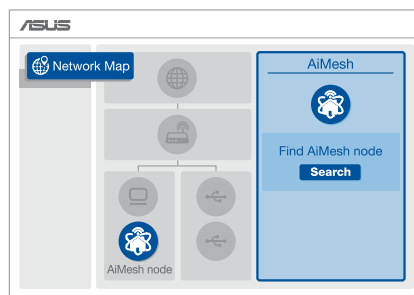 ASUS
Network Map
AiMesh
Find AiMesh node
Search
AiMesh node